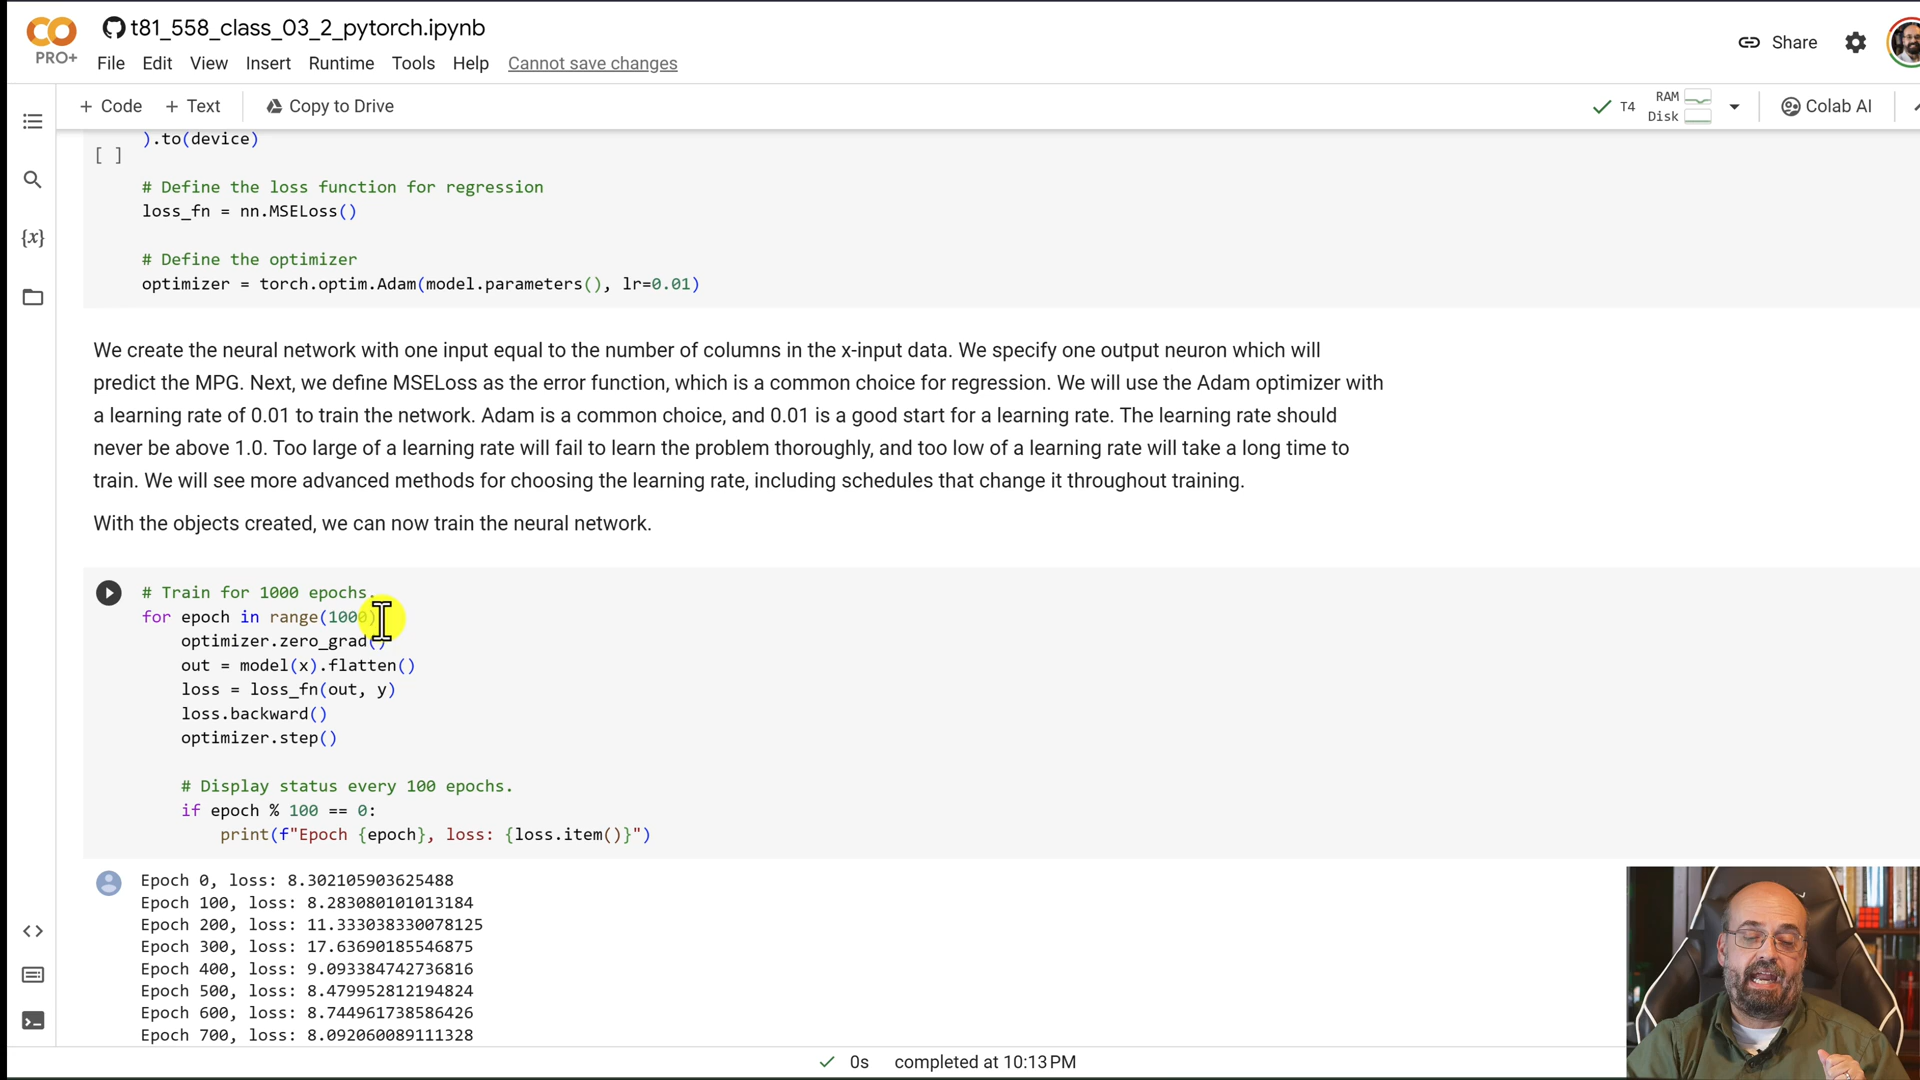 CO
PRO+
t81_558_class_03_2_pytorch.ipynb
File Edit View Insert Runtime Tools Help Cannot save changes
Share
+ Code + Text Copy to Drive
T4 RAM Disk
Colab AI
).to(device)
[ ]
# Define the loss function for regression
loss_fn = nn.MSELoss()
# Define the optimizer
optimizer = torch.optim.Adam(model.parameters(), lr=0.01)
{x}
We create the neural network with one input equal to the number of columns in the x-input data. We specify one output neuron which will
predict the MPG. Next, we define MSELoss as the error function, which is a common choice for regression. We will use the Adam optimizer with
a learning rate of 0.01 to train the network. Adam is a common choice, and 0.01 is a good start for a learning rate. The learning rate should
never be above 1.0. Too large of a learning rate will fail to learn the problem thoroughly, and too low of a learning rate will take a long time to
train. We will see more advanced methods for choosing the learning rate, including schedules that change it throughout training.
With the objects created, we can now train the neural network.
# Train for 1000 epochs.
for epoch in range(1000)
optimizer.zero_grad()
out = model(x).flatten()
loss = loss_fn(out, y)
loss.backward()
optimizer.step()
# Display status every 100 epochs.
if epoch % 100 == 0:
print(f"Epoch {epoch}, loss: {loss.item()}")
Epoch 0, loss: 8.302105903625488
Epoch 100, loss: 8.283080101013184
Epoch 200, loss: 11.333038330078125
Epoch 300, loss: 17.63690185546875
Epoch 400, loss: 9.093384742736816
Epoch 500, loss: 8.479952812194824
Epoch 600, loss: 8.744961738586426
Epoch 700, loss: 8.092060089111328
0s completed at 10:13 PM